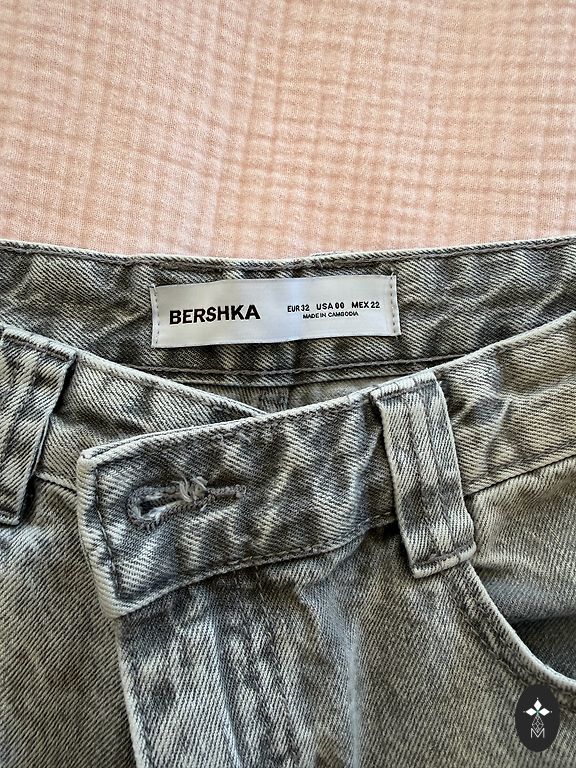 BERSHKA
EUR 32 USA 00 MEX 22
MADE IN CAMBODIA
M